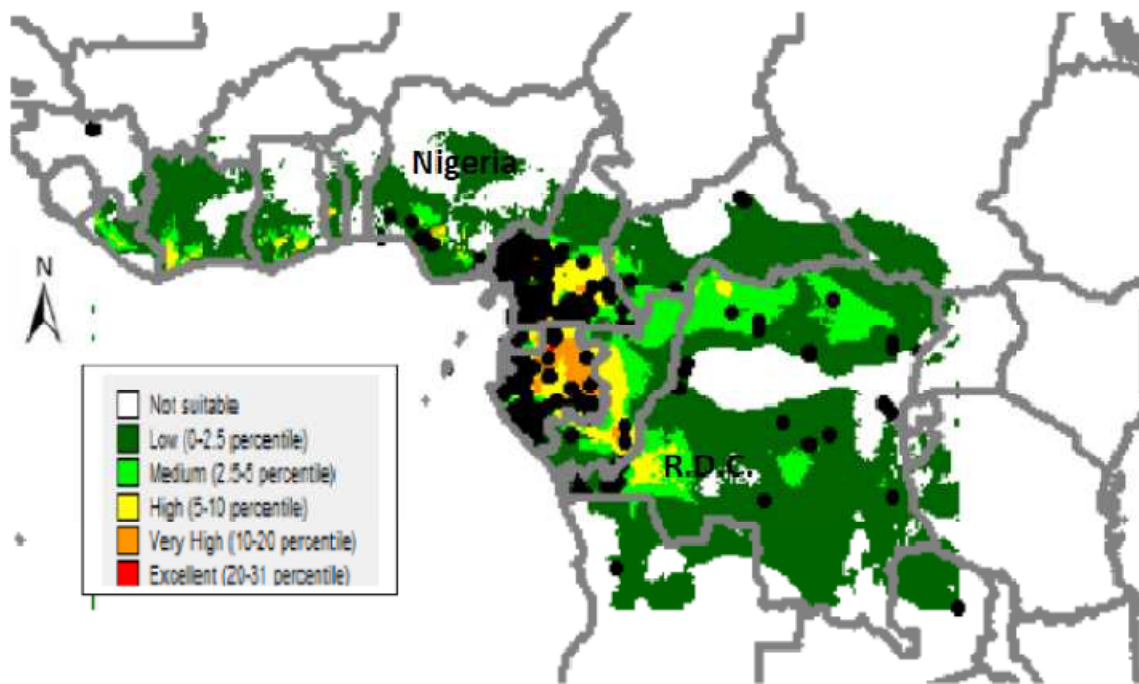 Nigeria
N
R.D.C.
Not suitable
Low (0-2.5 percentile)
Medium (2.5-5 percentile)
High (5-10 percentile)
Very High (10-20 percentile)
Excellent (20-31 percentile)